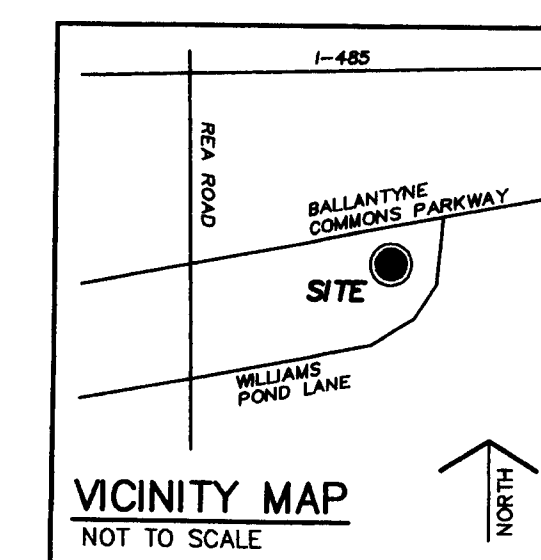 I-485
REA ROAD
BALLANTYNE
COMMONS PARKWAY
SITE
WILLIAMS
POND LANE
VICINITY MAP
NOT TO SCALE
NORTH